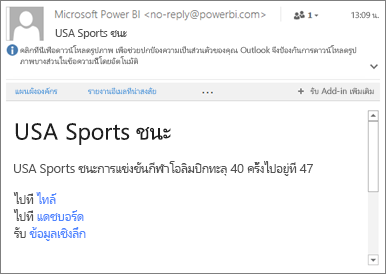 Microsoft Power BI <no-reply@powerbi.com>
1
13:09 น.
USA Sports ชนะ
คลิกที่นี่เพื่อดาวน์โหลดรูปภาพ เพื่อช่วยปกป้องความเป็นส่วนตัวของคุณ Outlook จึงป้องกันการดาวน์โหลดรูป
ภาพบางส่วนในข้อความนี้โดยอัตโนมัติ
แผนผังองค์กร
รายงานอีเมลที่น่าสงสัย
...
+ รับ Add-in เพิ่มเติม
USA Sports ชนะ
USA Sports ชนะการแข่งขันกีฬาโอลิมปิกทะลุ 40 ครั้งไปอยู่ที่ 47
ไปที่ ไทล์
ไปที่ แดชบอร์ด
รับ ข้อมูลเชิงลึก